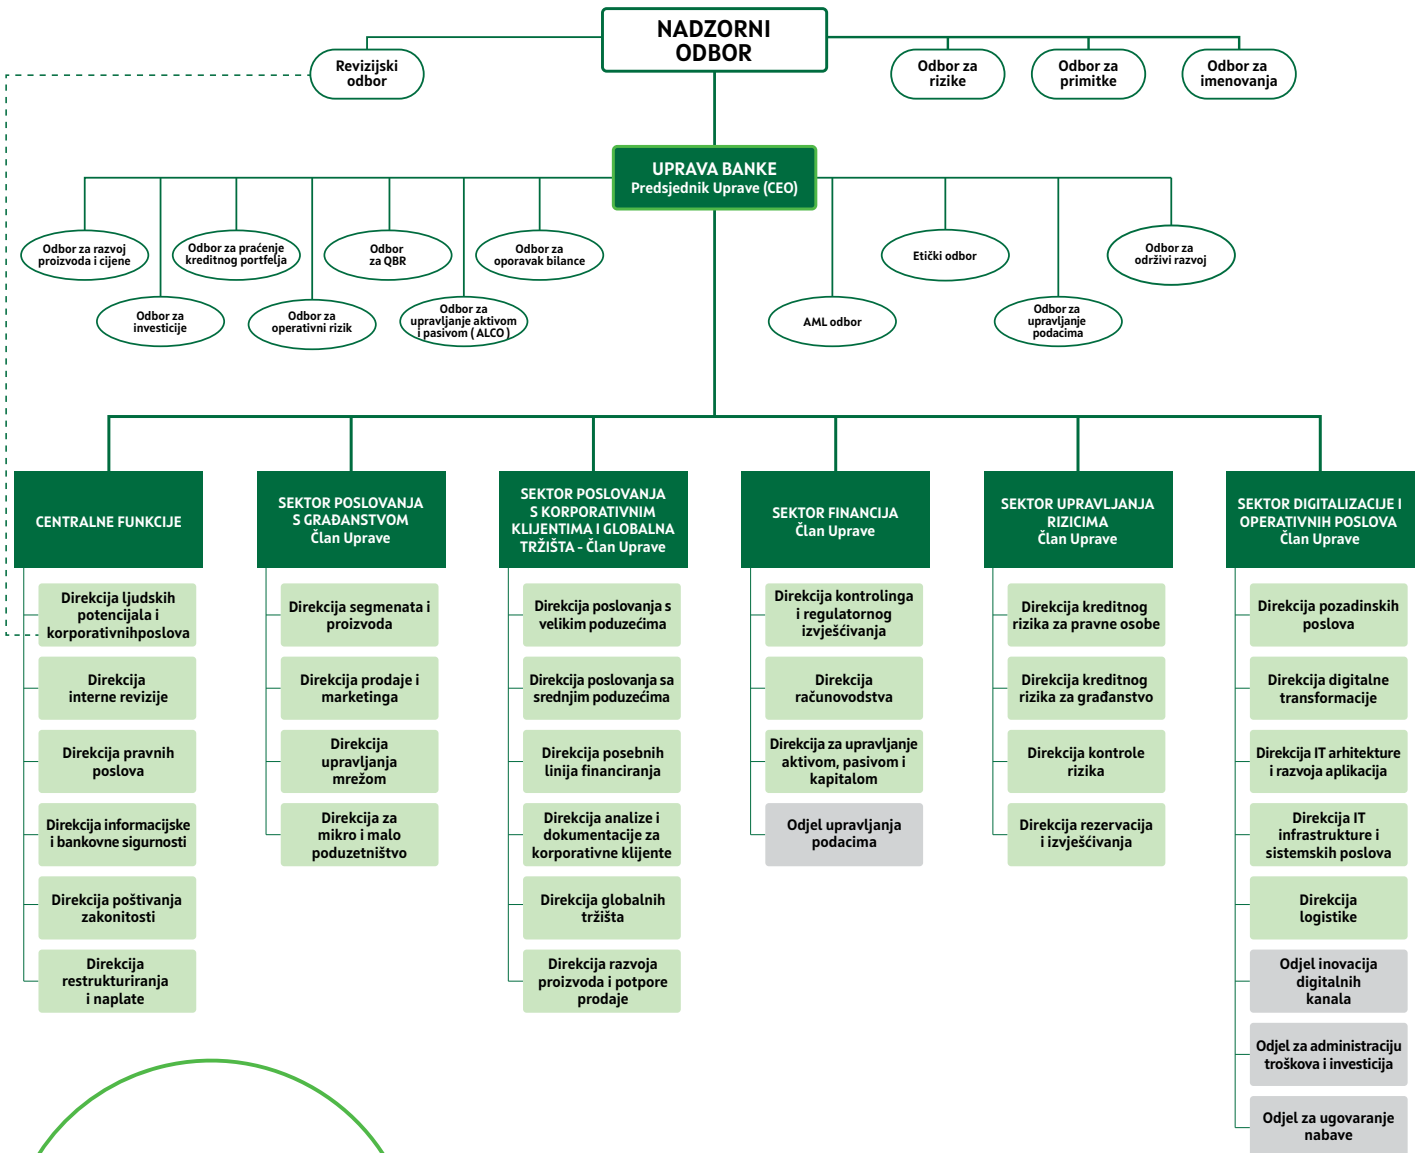 NADZORNI
ODBOR
Revizijski
odbor
Odbor za
rizike
Odbor za
primitke
Odbor za
imenovanja
UPRAVA BANKE
Predsjednik Uprave (CEO)
Odbor za razvoj
proizvoda i cijene
Odbor za praćenje
kreditnog portfelja
Odbor
za QBR
Odbor za
oporavak bilance
Etički odbor
Odbor za
održivi razvoj
Odbor za
investicije
Odbor za
operativni rizik
Odbor za
upravljanje aktivom
i pasivom ( ALCO )
AML odbor
Odbor za
upravljanje
podacima
CENTRALNE FUNKCIJE
Direkcija ljudskih
potencijala i
korporativnihposlova
Direkcija
interne revizije
Direkcija pravnih
poslova
Direkcija informacijske
i bankovne sigurnosti
Direkcija poštivanja
zakonitosti
Direkcija
restrukturiranja
i naplate
SEKTOR POSLOVANJA
S GRAĐANSTVOM
Član Uprave
Direkcija segmenata i
proizvoda
Direkcija prodaje i
marketinga
Direkcija
upravljanja
mrežom
Direkcija za
mikro i malo
poduzetništvo
SEKTOR POSLOVANJA
S KORPORATIVNIM
KLIJENTIMA I GLOBALNA
TRŽIŠTA - Član Uprave
Direkcija poslovanja s
velikim poduzećima
Direkcija poslovanja sa
srednjim poduzećima
Direkcija posebnih
linija financiranja
Direkcija analize i
dokumentacije za
korporativne klijente
Direkcija globalnih
tržišta
Direkcija razvoja
proizvoda i potpore
prodaje
SEKTOR FINANCIJA
Član Uprave
Direkcija kontrolinga
i regulatornog
izvješćivanja
Direkcija
računovodstva
Direkcija za upravljanje
aktivom, pasivom i
kapitalom
Odjel upravljanja
podacima
SEKTOR UPRAVLJANJA
RIZICIMA
Član Uprave
Direkcija kreditnog
rizika za pravne osobe
Direkcija kreditnog
rizika za građanstvo
Direkcija kontrole
rizika
Direkcija rezervacija
i izvješćivanja
SEKTOR DIGITALIZACIJE I
OPERATIVNIH POSLOVA
Član Uprave
Direkcija pozadinskih
poslova
Direkcija digitalne
transformacije
Direkcija IT arhitekture
i razvoja aplikacija
Direkcija IT
infrastrukture i
sistemskih poslova
Direkcija
logistike
Odjel inovacija
digitalnih
kanala
Odjel za administraciju
troškova i investicija
Odjel za ugovaranje
nabave